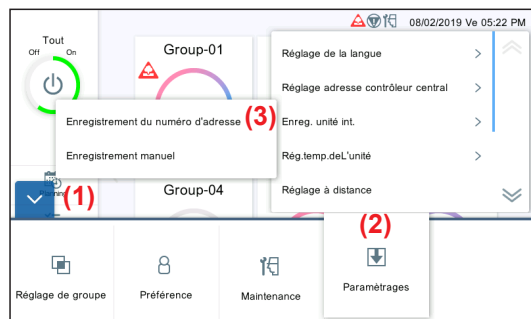 08/02/2019 Ve 05:22 PM
Tout
Off On
Group-01
Réglage de la langue
Réglage adresse contrôleur central
Enregistrement du numéro d'adresse (3)
Enreg. unité int.
Enregistrement manuel
Rég.temp.deL'unité
Planning
(1)
Group-04
Réglage à distance
(2)
Réglage de groupe
Préférence
Maintenance
Paramètrages